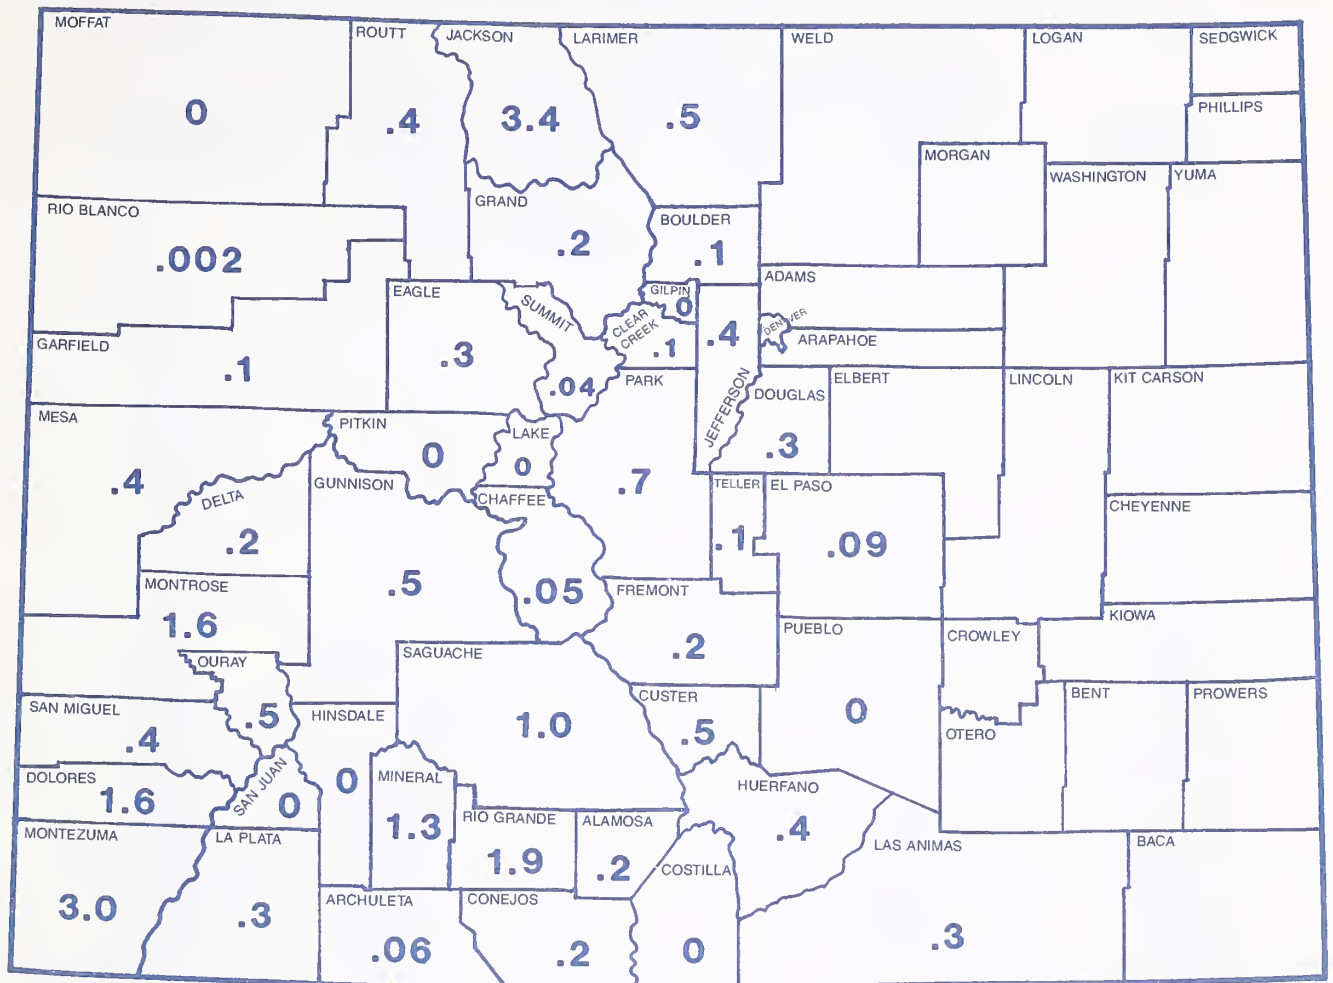 MOFFAT
0
ROUTT
.4
JACKSON
3.4
LARIMER
.5
WELD
LOGAN
SEDGWICK
PHILLIPS
MORGAN
WASHINGTON
YUMA
RIO BLANCO
.002
GRAND
.2
BOULDER
.1
GILPIN
0
ADAMS
EAGLE
.3
SUMMIT
.04
CLEAR
CREEK
.1
.4
JEFFERSON
DENVER
ARAPAHOE
GARFIELD
.1
PARK
.7
DOUGLAS
.3
ELBERT
LINCOLN
KIT CARSON
MESA
.4
PITKIN
0
LAKE
0
DELTA
.2
GUNNISON
.5
CHAFFEE
.05
TELLER
.1
EL PASO
.09
CHEYENNE
MONTROSE
1.6
FREMONT
.2
KIOWA
OURAY
.5
SAGUACHE
1.0
PUEBLO
0
CROWLEY
CUSTER
.5
BENT
PROWERS
SAN MIGUEL
.4
HINSDALE
0
OTERO
DOLORES
1.6
SAN JUAN
0
MINERAL
1.3
HUERFANO
.4
RIO GRANDE
1.9
ALAMOSA
.2
MONTEZUMA
3.0
LA PLATA
.3
LAS ANIMAS
.3
BACA
COSTILLA
0
ARCHULETA
.06
CONEJOS
.2